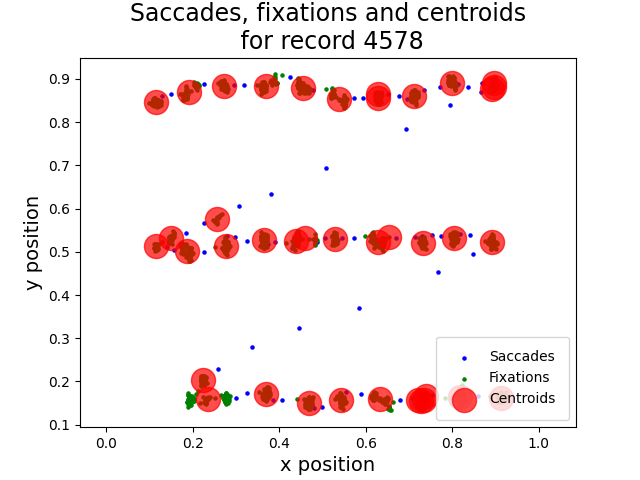 Saccades, fixations and centroids
for record 4578
y position
0.9
0.8
0.7
0.6
0.5
0.4
0.3
0.2
0.1
Saccades
Fixations
Centroids
0.0 0.2 0.4 0.6 0.8 1.0
x position